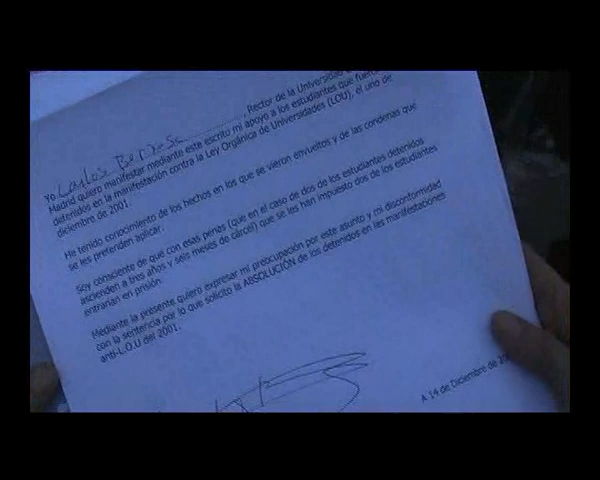 Yo Carlos Berzosa, Rector de la Universidad
Madrid quiero manifestar mediante este escrito mi apoyo a los estudiantes que fueron
detenidos en la manifestación contra la Ley Orgánica de Universidades (LOU), el uno de
diciembre de 2001.
He tenido conocimiento de los hechos en los que se vieron envueltos y de las condenas que
se les pretenden aplicar.
Soy consciente de que con esas penas (que en el caso de dos de los estudiantes detenidos
ascienden a tres años y seis meses de cárcel) que se les han impuesto dos de los estudiantes
entrarían en prisión.
Mediante la presente quiero expresar mi preocupación por este asunto y mi disconformidad
con la sentencia por lo que solicito la ABSOLUCIÓN de los detenidos en las manifestaciones
anti-L.O.U del 2001.
A 14 de Diciembre de